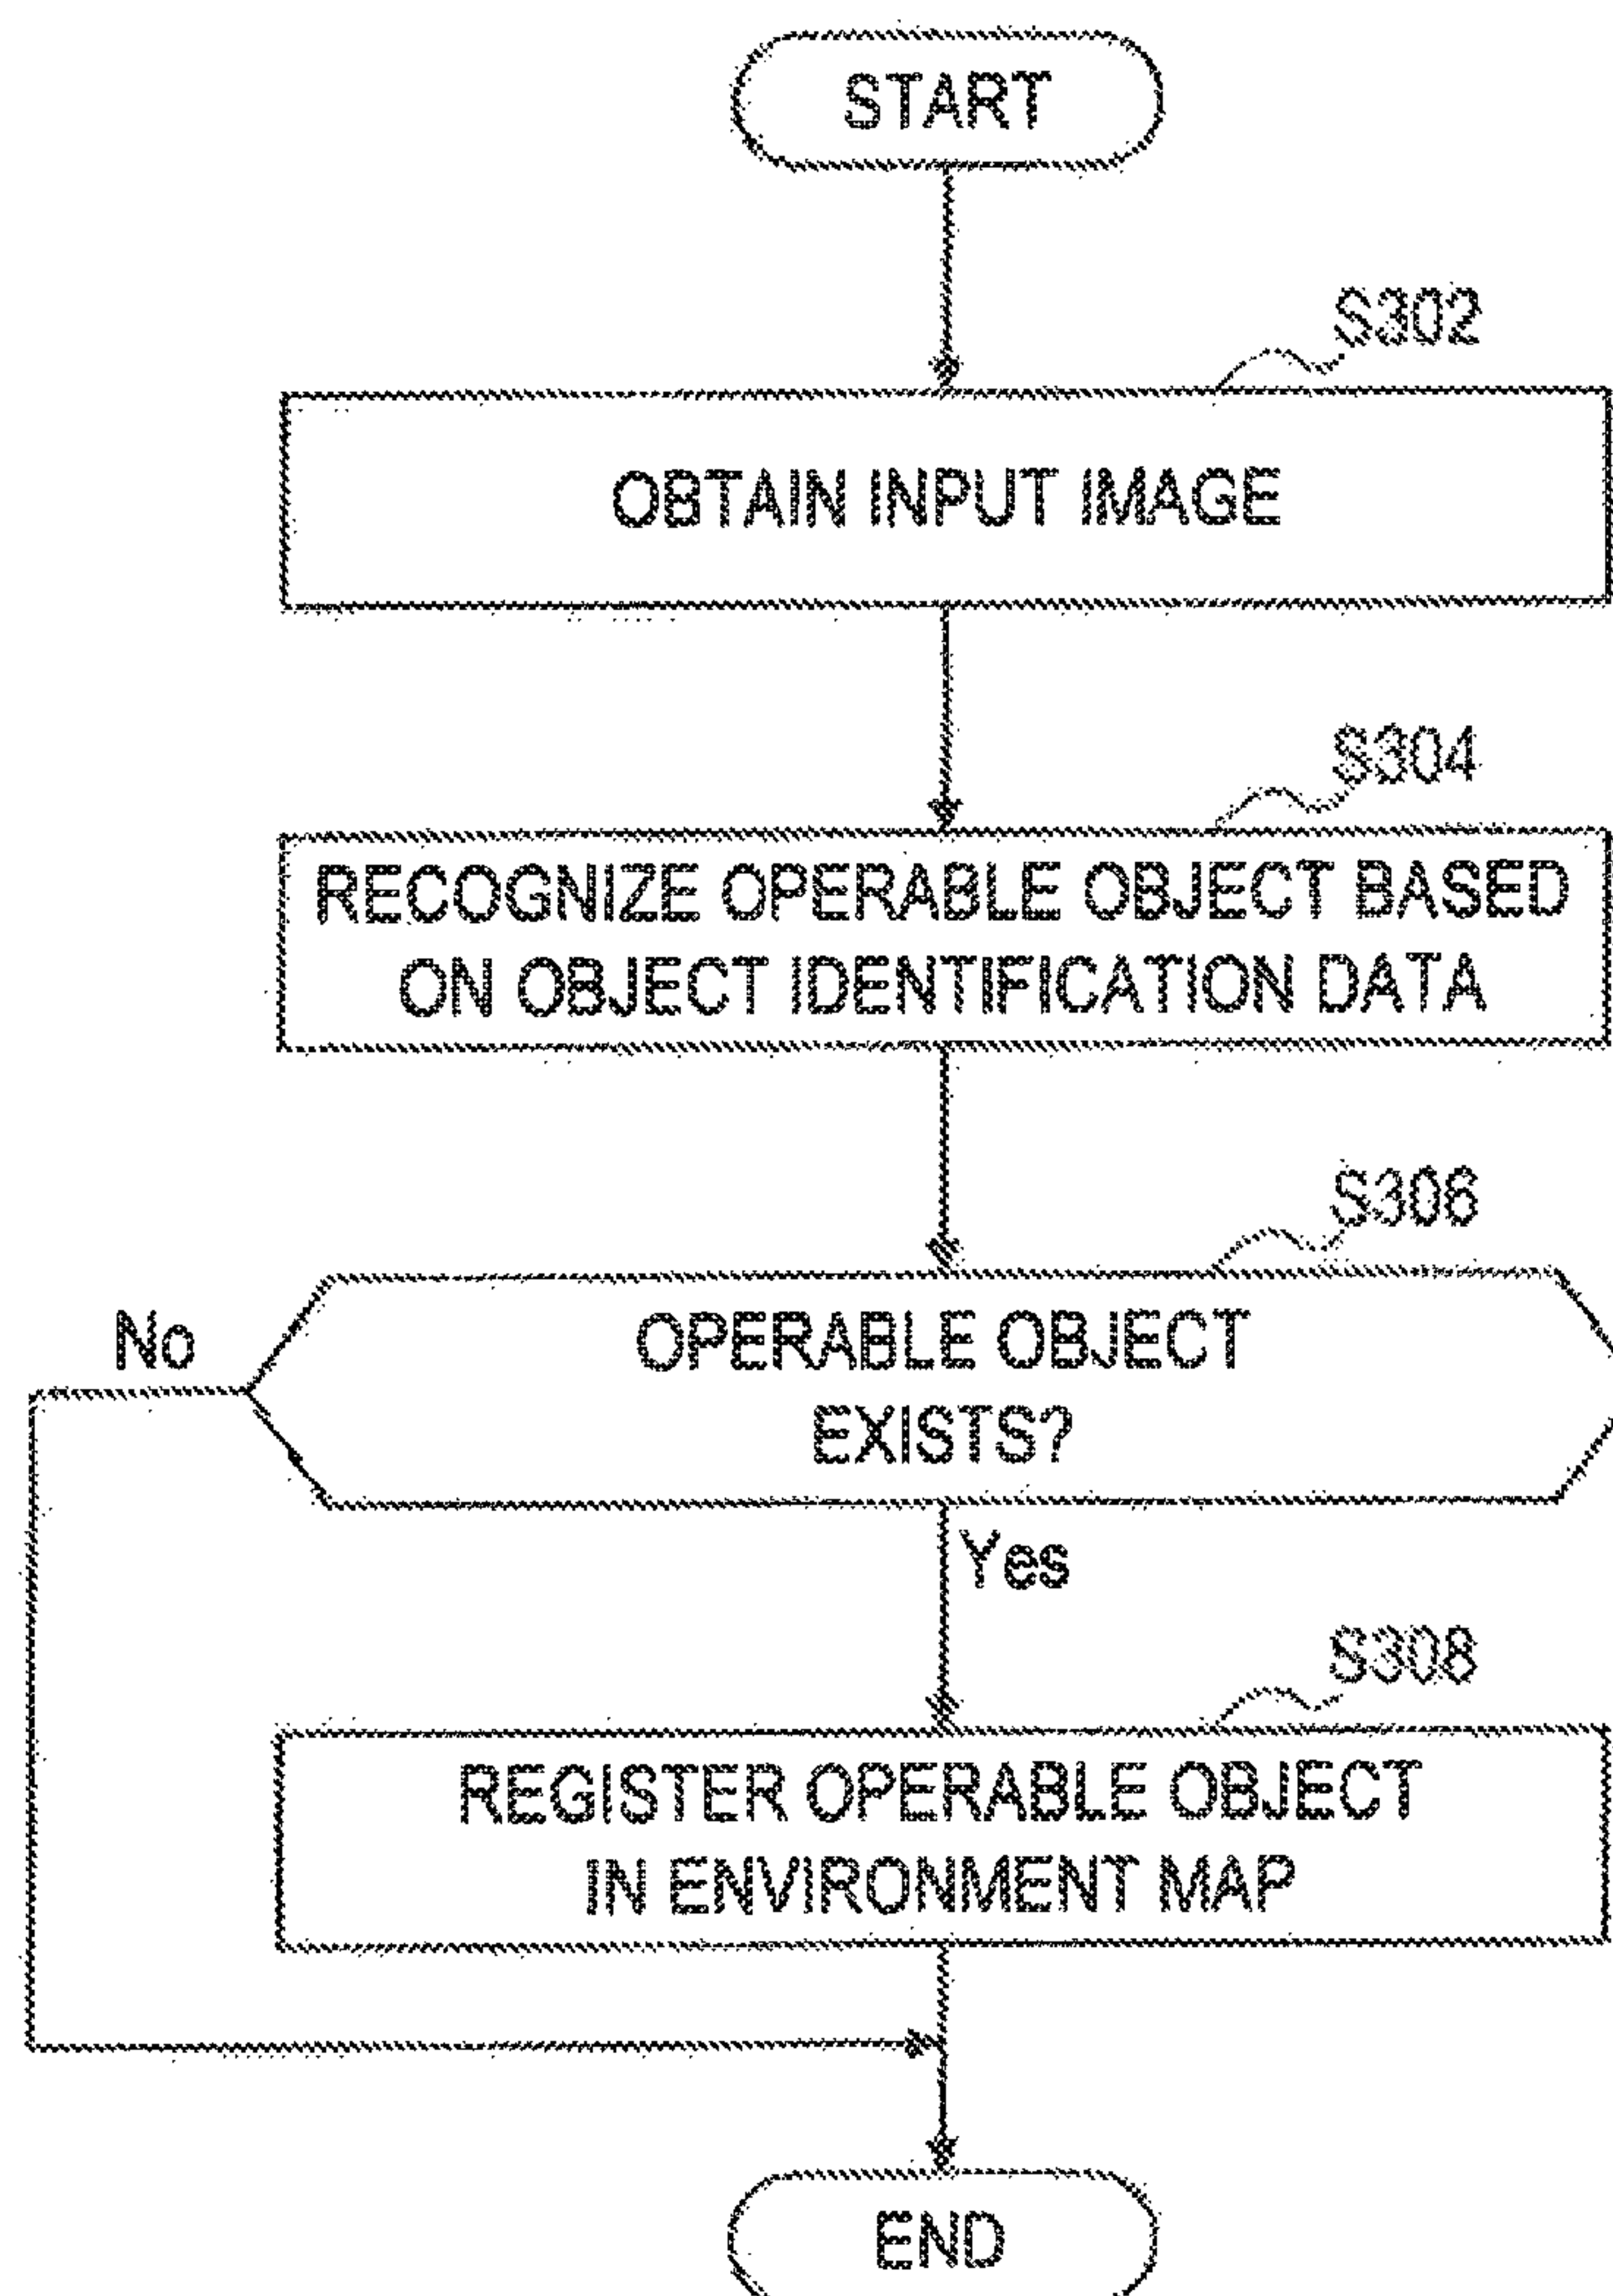 START
S302
OBTAIN INPUT IMAGE
S304
RECOGNIZE OPERABLE OBJECT BASED
ON OBJECT IDENTIFICATION DATA
S306
No
OPERABLE OBJECT
EXISTS?
Yes
S308
REGISTER OPERABLE OBJECT
IN ENVIRONMENT MAP
END